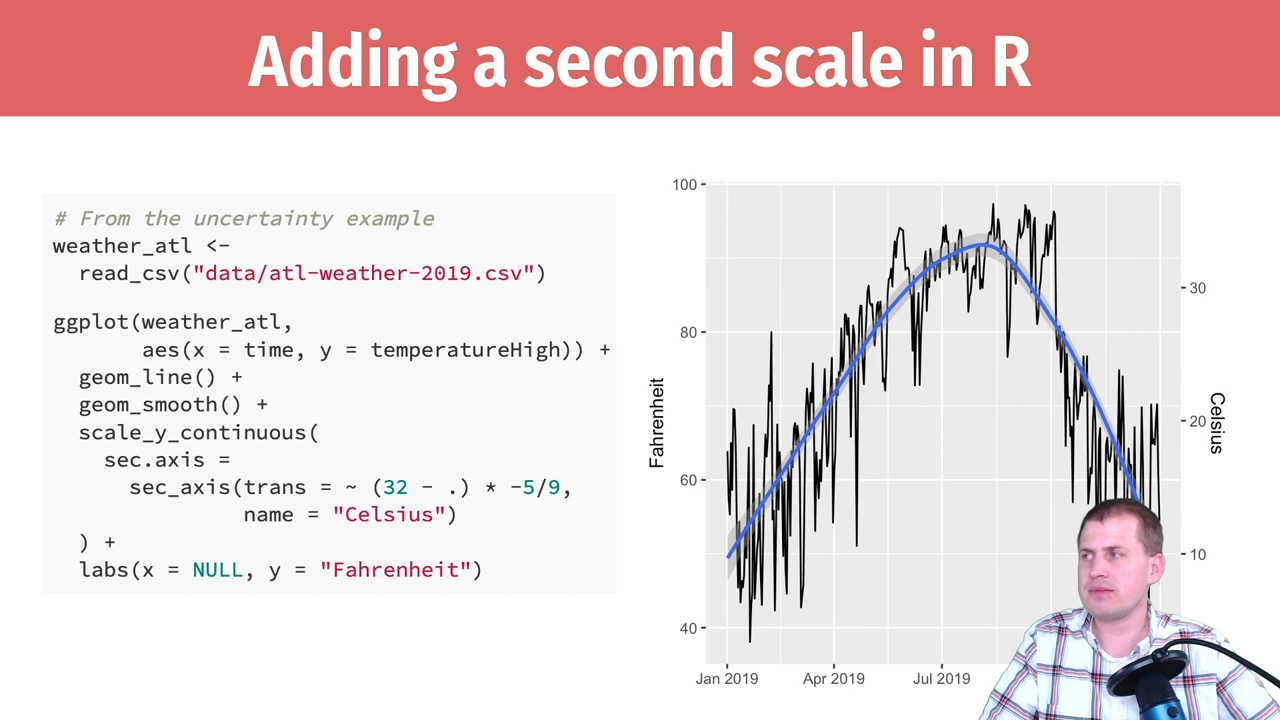 Adding a second scale in R
# From the uncertainty example
weather_atl <-
  read_csv("data/atl-weather-2019.csv")
ggplot(weather_atl,
       aes(x = time, y = temperatureHigh)) +
  geom_line() +
  geom_smooth() +
  scale_y_continuous(
    sec.axis =
      sec_axis(trans = ~ (32 - .) * -5/9,
               name = "Celsius")
  ) +
  labs(x = NULL, y = "Fahrenheit")
100
80
60
40
Fahrenheit
30
20
10
Celsius
Jan 2019
Apr 2019
Jul 2019